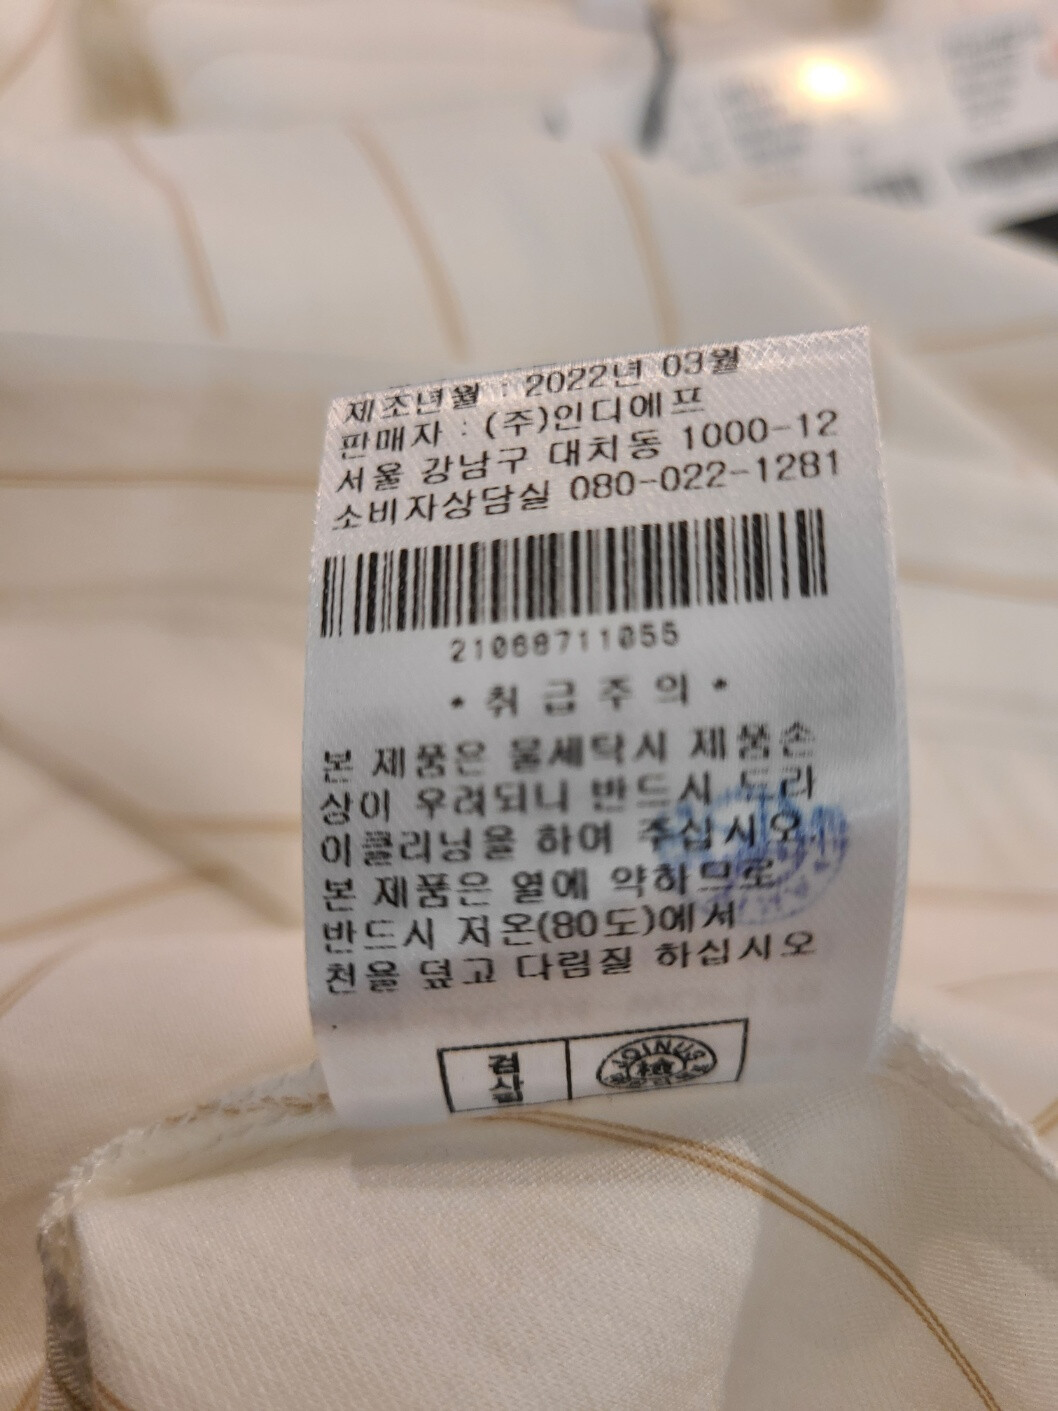 제조년월 : 2022년 03월
판매자 : (주)인디에프
서울 강남구 대치동 1000-12
소비자상담실 080-022-1281
21068711055
* 취 급 주 의 *
본 제품은 물세탁시 제품손
상이 우려되니 반드시 드라
이클리닝을 하여 주십시오.
본 제품은 열에 약하므로
반드시 저온(80도)에서
천을 덮고 다림질 하십시오
검사필
JOINUS
檢